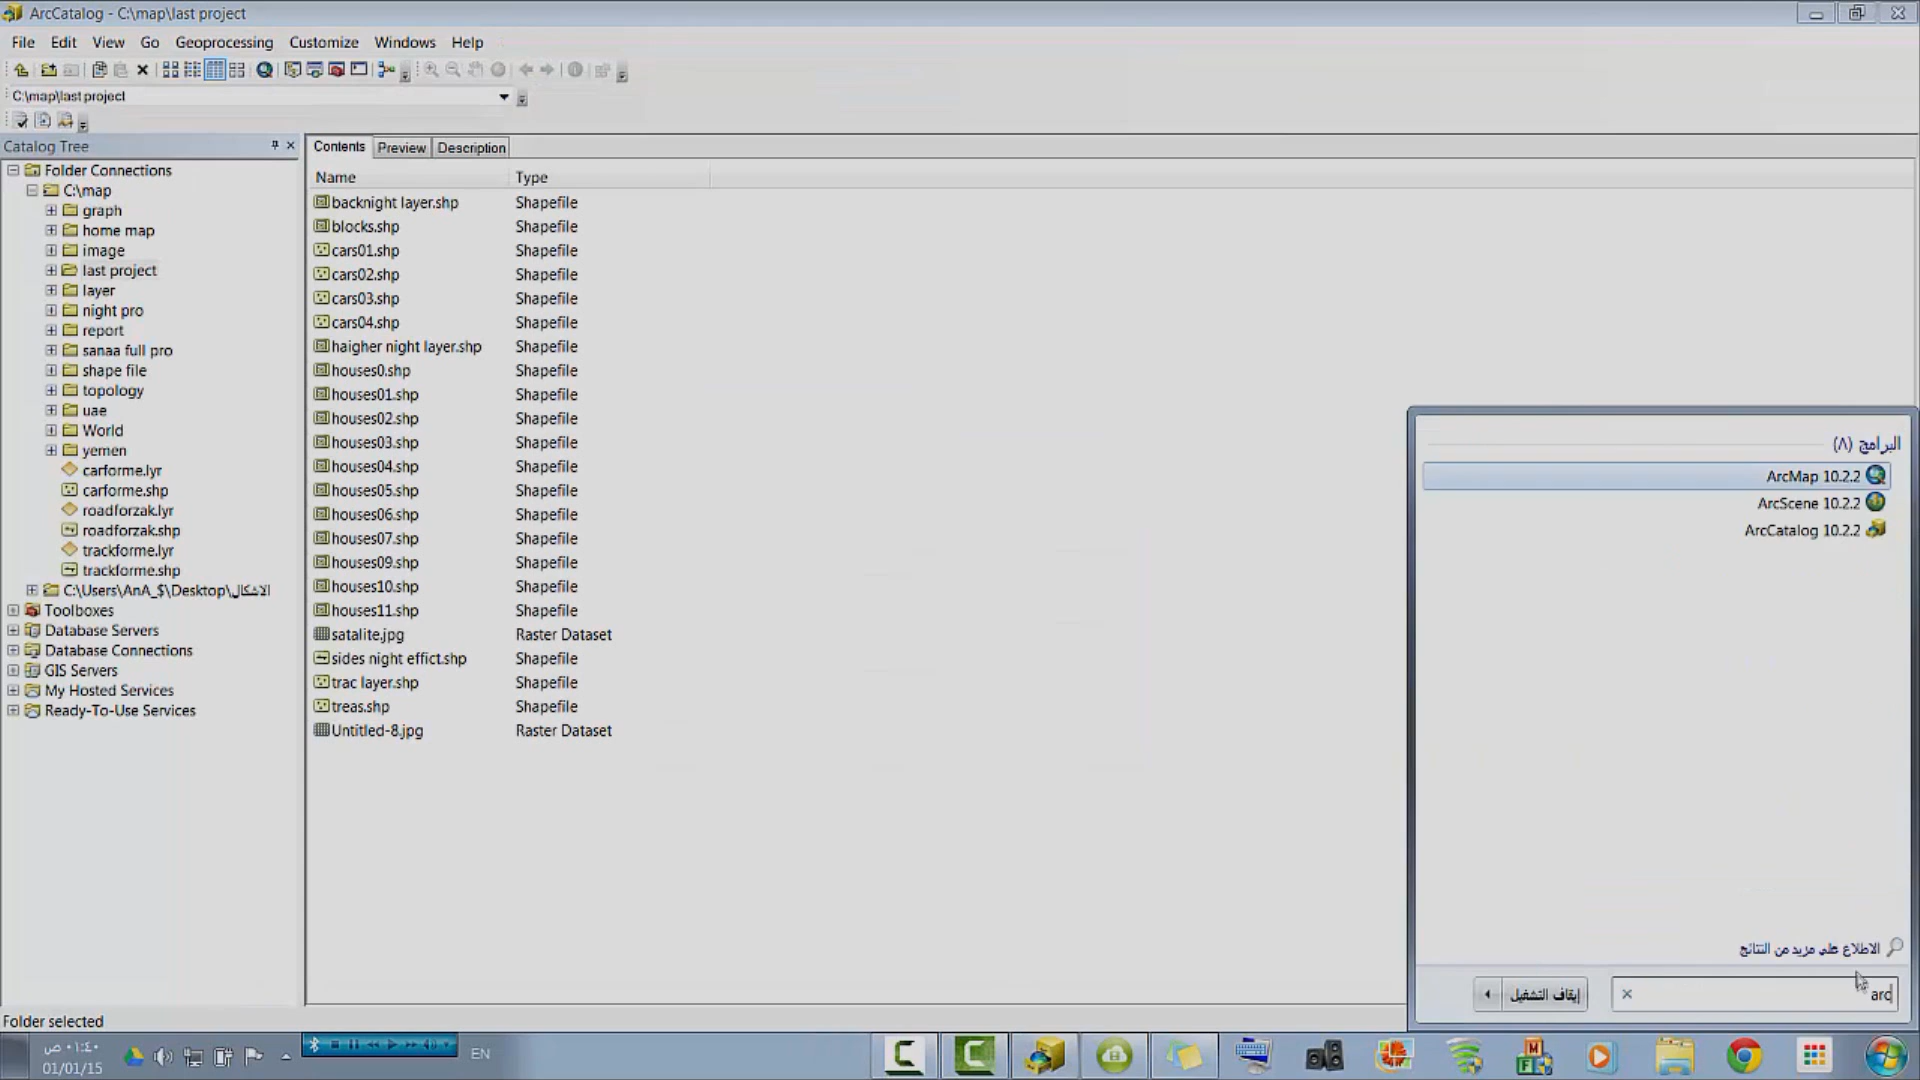 ArcCatalog - C:\map\last project
File Edit View Go Geoprocessing Customize Windows Help
C:\map\last project
Catalog Tree
Folder Connections
C:\map
graph
home map
image
last project
layer
night pro
report
sanaa full pro
shape file
topology
uae
World
yemen
carforme.lyr
carforme.shp
roadforzak.lyr
roadforzak.shp
trackforme.lyr
trackforme.shp
C:\Users\AnA_$\Desktop\الاشكال
Toolboxes
Database Servers
Database Connections
GIS Servers
My Hosted Services
Ready-To-Use Services
Contents Preview Description
Name Type
backnight layer.shp Shapefile
blocks.shp Shapefile
cars01.shp Shapefile
cars02.shp Shapefile
cars03.shp Shapefile
cars04.shp Shapefile
haigher night layer.shp Shapefile
houses0.shp Shapefile
houses01.shp Shapefile
houses02.shp Shapefile
houses03.shp Shapefile
houses04.shp Shapefile
houses05.shp Shapefile
houses06.shp Shapefile
houses07.shp Shapefile
houses09.shp Shapefile
houses10.shp Shapefile
houses11.shp Shapefile
satalite.jpg Raster Dataset
sides night effict.shp Shapefile
trac layer.shp Shapefile
treas.shp Shapefile
Untitled-8.jpg Raster Dataset
البرامج (٨)
ArcMap 10.2.2
ArcScene 10.2.2
ArcCatalog 10.2.2
الاطلاع على مزيد من النتائج
إيقاف التشغيل
arc
Folder selected
٠١:٤٠ ص
01/01/15
EN